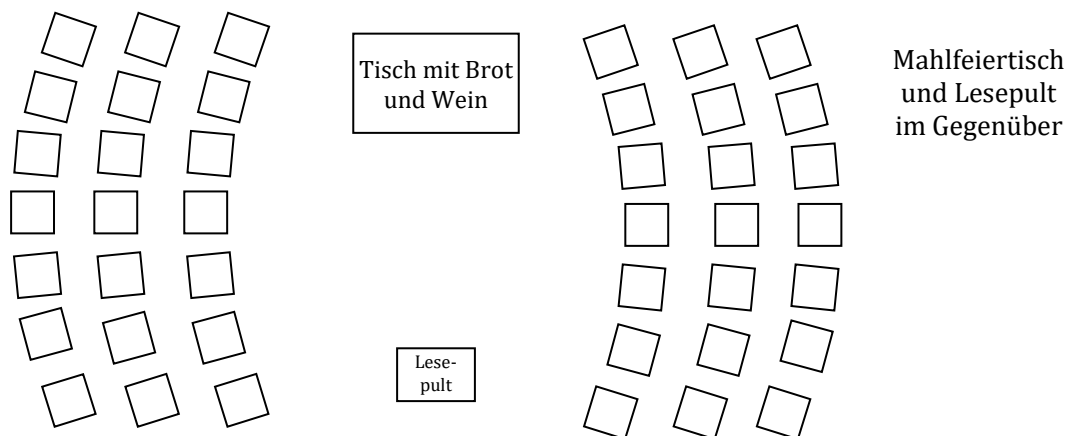 Tisch mit Brot
und Wein
Mahlfeiertisch
und Lesepult
im Gegenüber
Lese-
pult